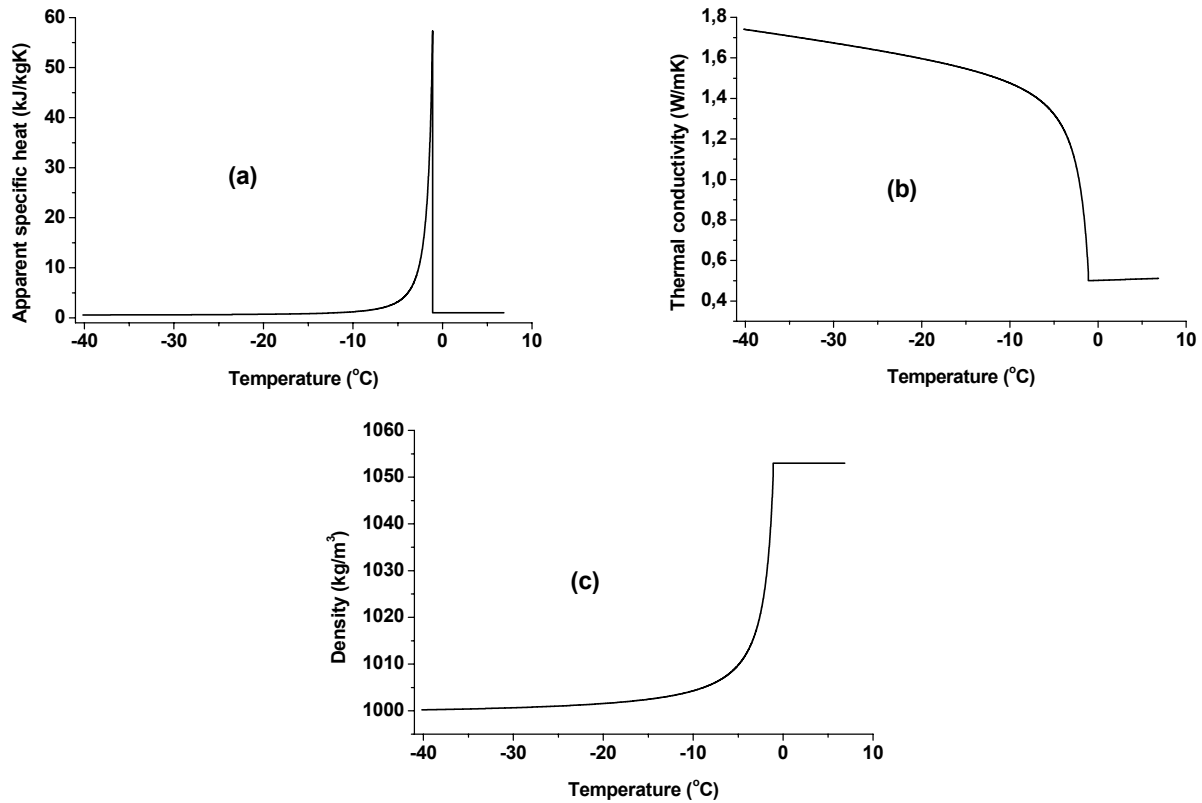 Apparent specific heat (kJ/kgK)
60
50
40
30
20
10
0
-40 -30 -20 -10 0 10
Temperature (°C)
(a)
Thermal conductivity (W/mK)
1,8
1,6
1,4
1,2
1,0
0,8
0,6
0,4
-40 -30 -20 -10 0 10
Temperature (°C)
(b)
Density (kg/m³)
1060
1050
1040
1030
1020
1010
1000
-40 -30 -20 -10 0 10
Temperature (°C)
(c)